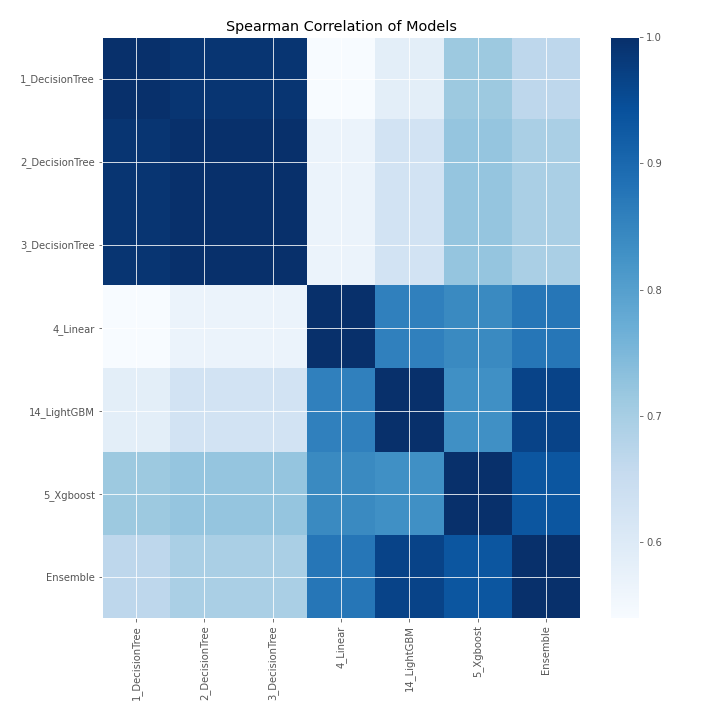 Spearman Correlation of Models
1_DecisionTree
2_DecisionTree
3_DecisionTree
4_Linear
14_LightGBM
5_Xgboost
Ensemble
1_DecisionTree
2_DecisionTree
3_DecisionTree
4_Linear
14_LightGBM
5_Xgboost
Ensemble
1.0
0.9
0.8
0.7
0.6